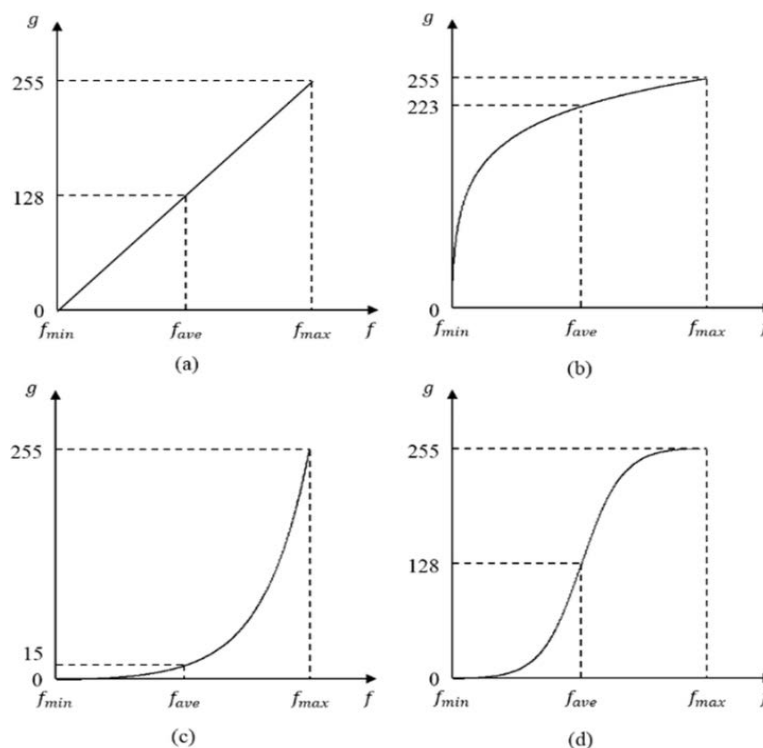 g
255
128
0
f_min f_ave f_max f
(a)
g
255
223
0
f_min f_ave f_max
(b)
g
255
15
0
f_min f_ave f_max f
(c)
g
255
128
0
f_min f_ave f_max
(d)